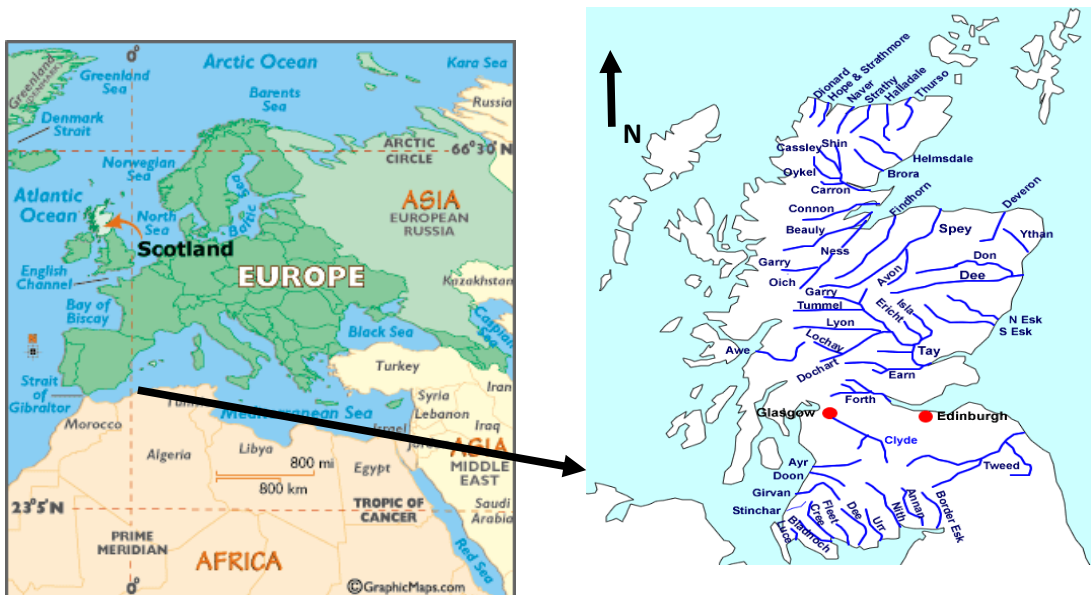 0°
Arctic Ocean
Kara Sea
Greenland
DENMARK
Greenland
Sea
Barents
Sea
Russia
Denmark
Strait
Norwegian
Sea
ARCTIC
CIRCLE
66°30'N
Atlantic
Ocean
North
Sea
Baltic
Sea
ASIA
EUROPEAN
RUSSIA
Scotland
English
Channel
EUROPE
Kazakhstan
Bay of
Biscay
Black Sea
Caspian
Sea
Strait of
Gibraltor
Turkey
Iran
Syria
Lebanon
Mediterranean Sea
Israel
Iraq
Morocco
Algeria
Libya
Egypt
ASIA
MIDDLE
EAST
800 mi
800 km
Saudi
Arabia
23°5'N
TROPIC OF
CANCER
PRIME
MERIDIAN
AFRICA
Red Sea
0°
©GraphicMaps.com
N
Dionard
Hope & Strathmore
Naver
Strathy
Halladale
Thurso
Cassley
Shin
Helmsdale
Oykel
Brora
Carron
Findhorn
Deveron
Connon
Beauly
Spey
Ythan
Ness
Don
Garry
Avon
Dee
Oich
Garry
Tummel
Isla
Ericht
N Esk
S Esk
Lyon
Lochay
Awe
Tay
Dochart
Earn
Forth
Glasgow
Edinburgh
Clyde
Ayr
Doon
Tweed
Girvan
Stinchar
Luce
Bladnoch
Cree
Fleet
Dee
Urr
Nith
Annan
Border Esk